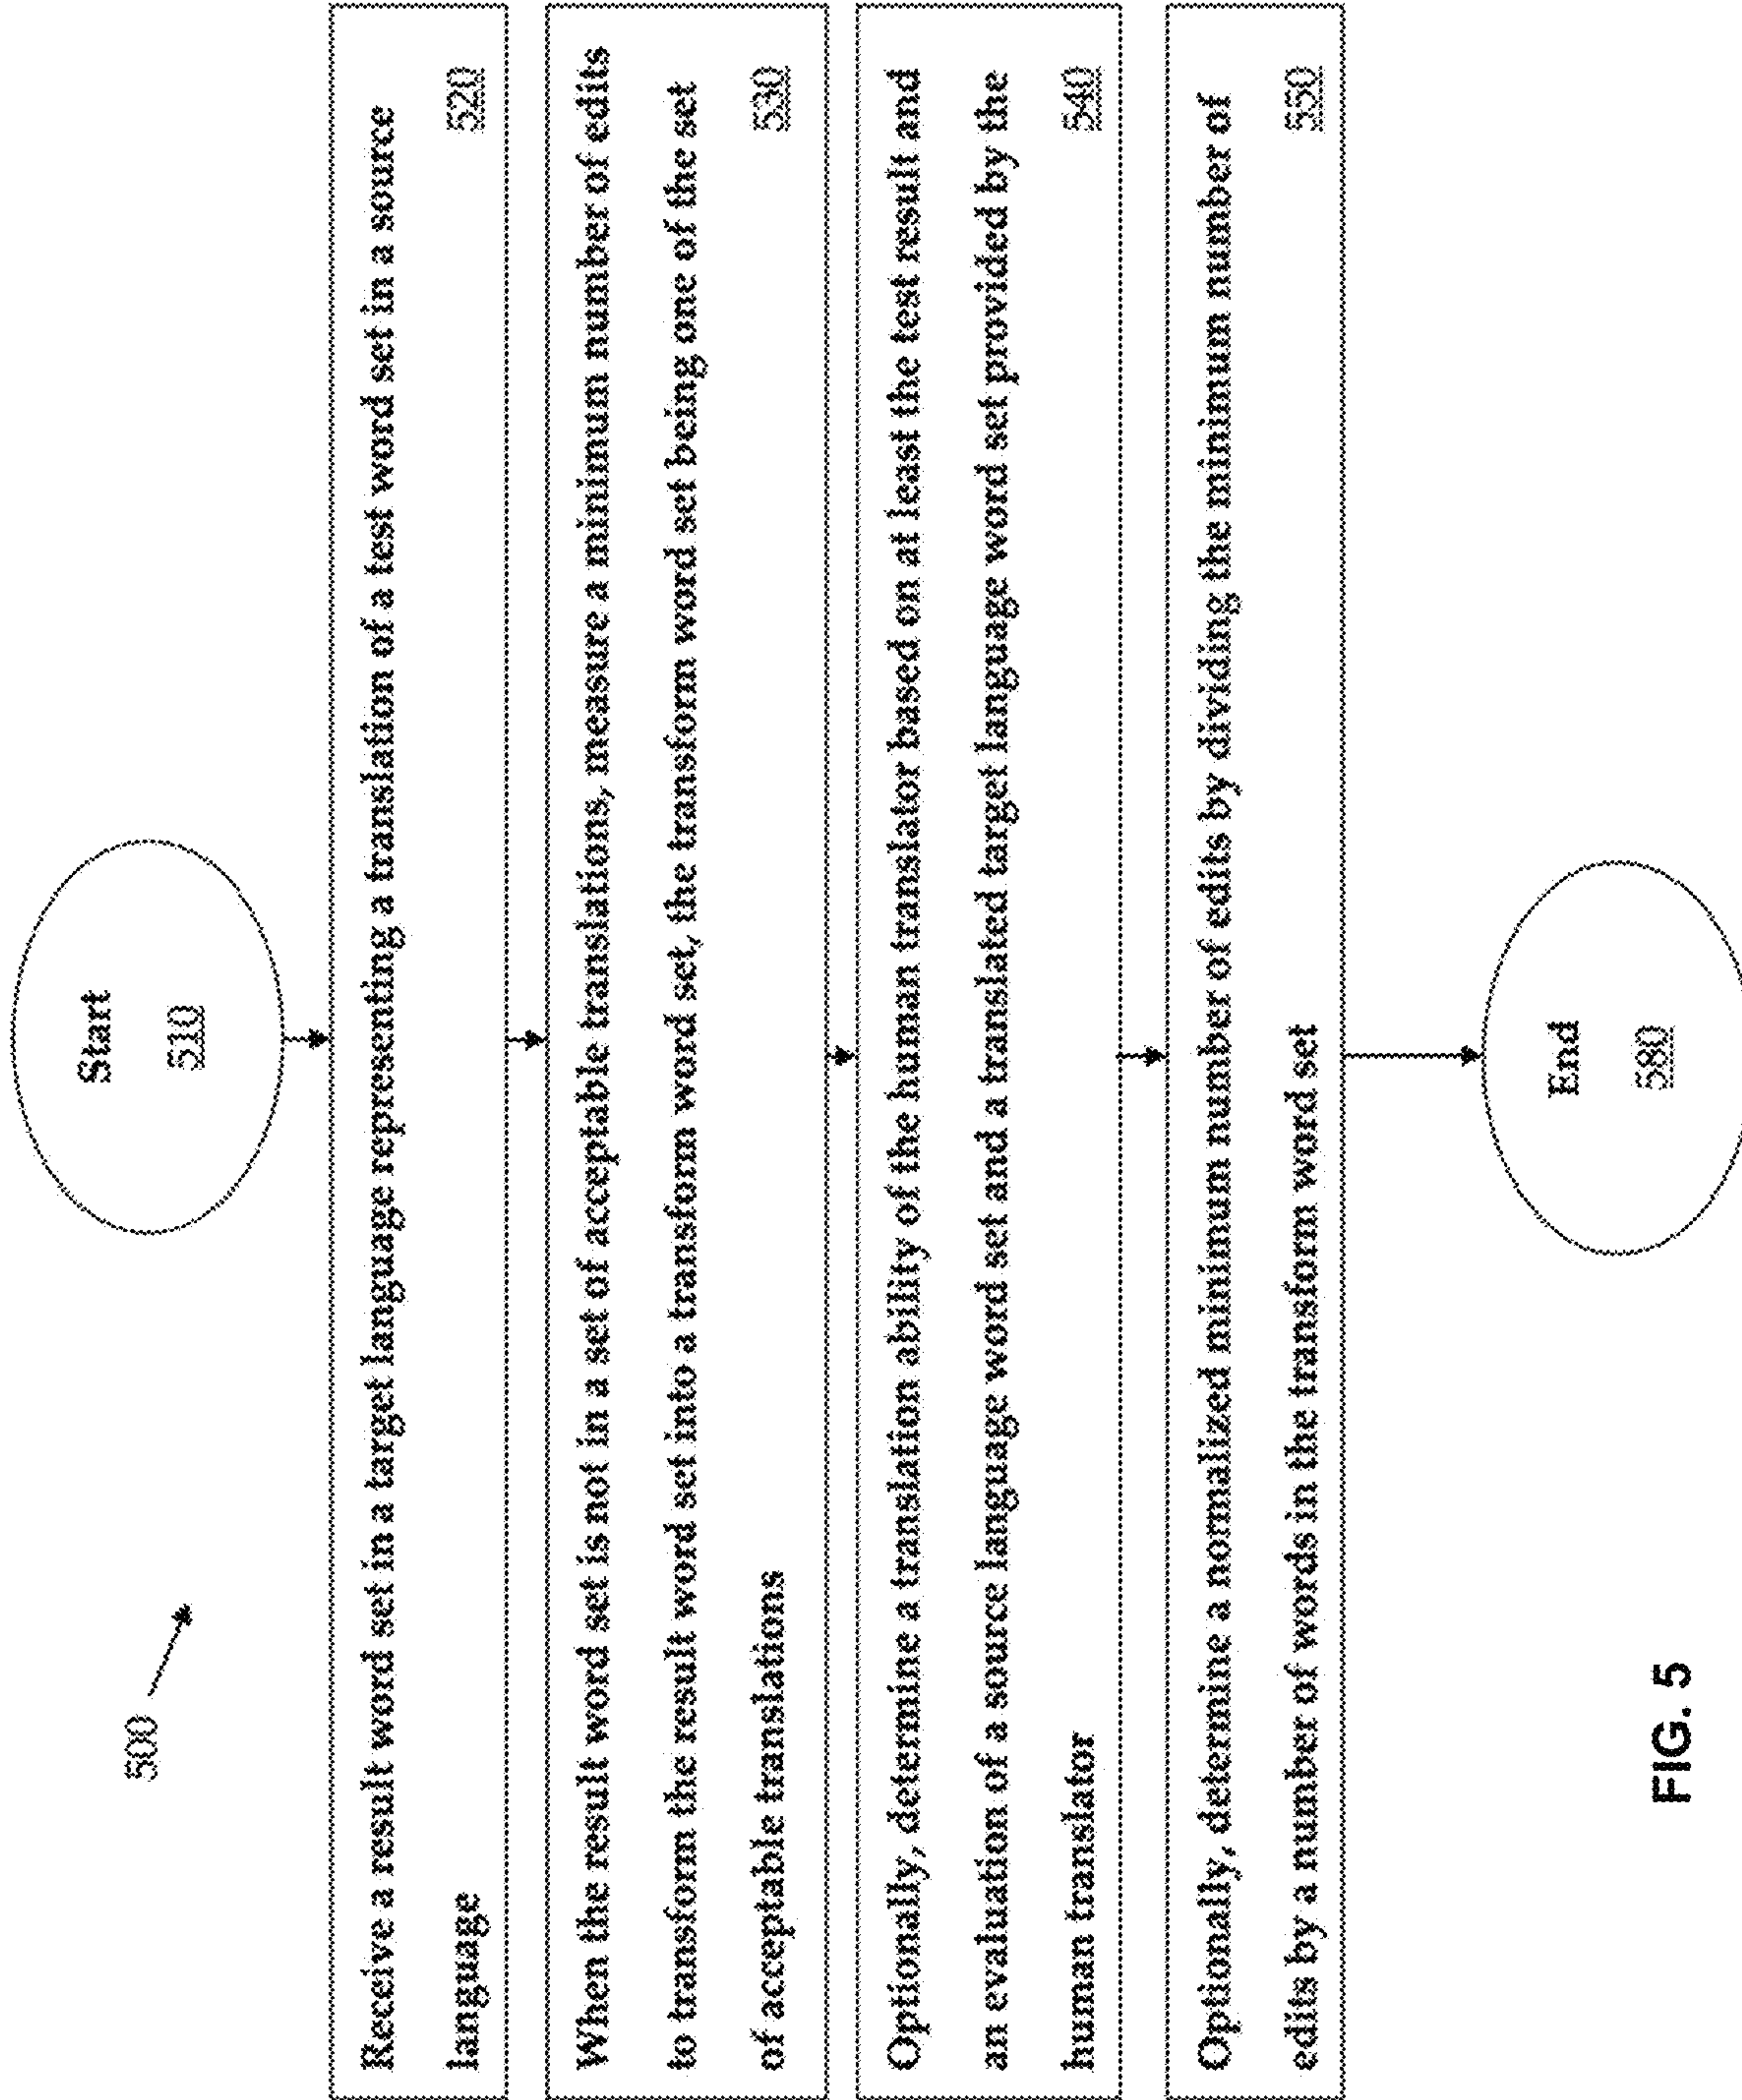 500
Start
510
Receive a result word set in a target language representing a translation of a test word set in a source
language
520
When the result word set is not in a set of acceptable translations, measure a minimum number of edits
to transform the result word set into a transform word set, the transform word set being one of the set
of acceptable translations
530
Optionally, determine a translation ability of the human translator based on at least the test result and
an evaluation of a source language word set and a translated target language word set provided by the
human translator
540
Optionally, determine a normalized minimum number of edits by dividing the minimum number of
edits by a number of words in the transform word set
550
End
580
FIG. 5